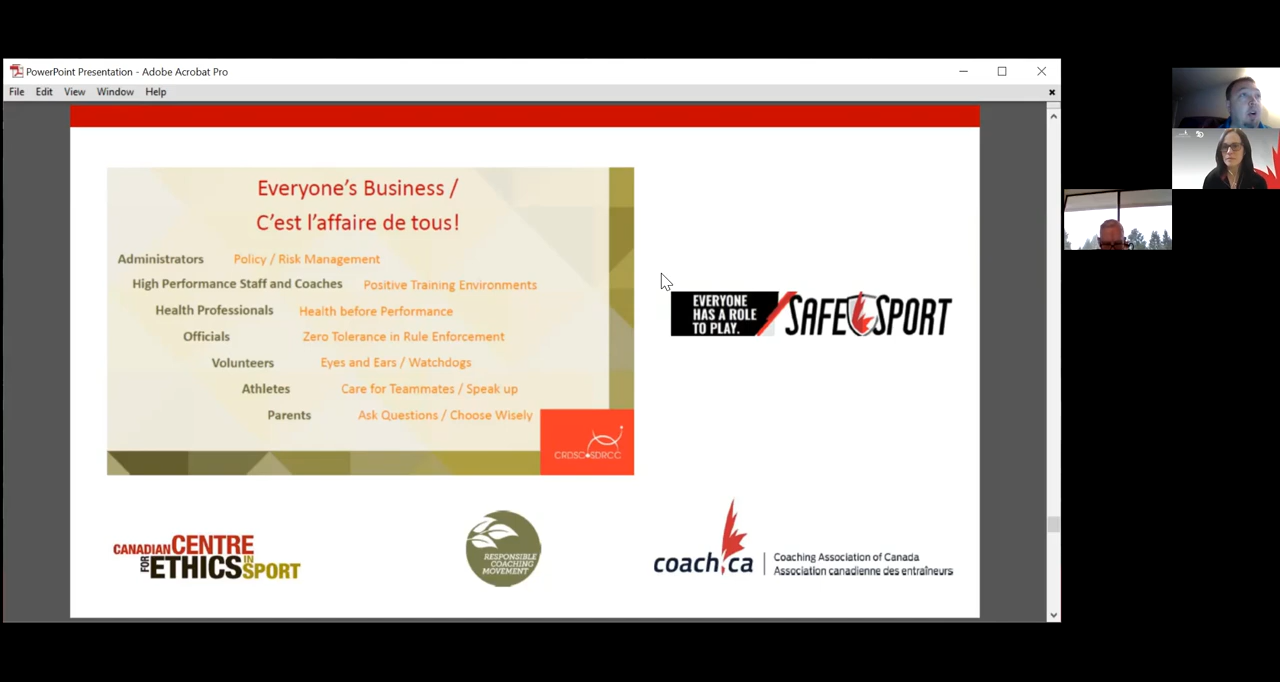 PowerPoint Presentation - Adobe Acrobat Pro
File Edit View Window Help
Everyone's Business /
C'est l'affaire de tous!
Administrators Policy / Risk Management
High Performance Staff and Coaches Positive Training Environments
Health Professionals Health before Performance
Officials Zero Tolerance in Rule Enforcement
Volunteers Eyes and Ears / Watchdogs
Athletes Care for Teammates / Speak up
Parents Ask Questions / Choose Wisely
CRDSC SDRCC
EVERYONE
HAS A ROLE
TO PLAY.
SAFE SPORT
CANADIAN CENTRE
FOR ETHICS IN
SPORT
RESPONSIBLE
COACHING
MOVEMENT
coach.ca
Coaching Association of Canada
Association canadienne des entraîneurs